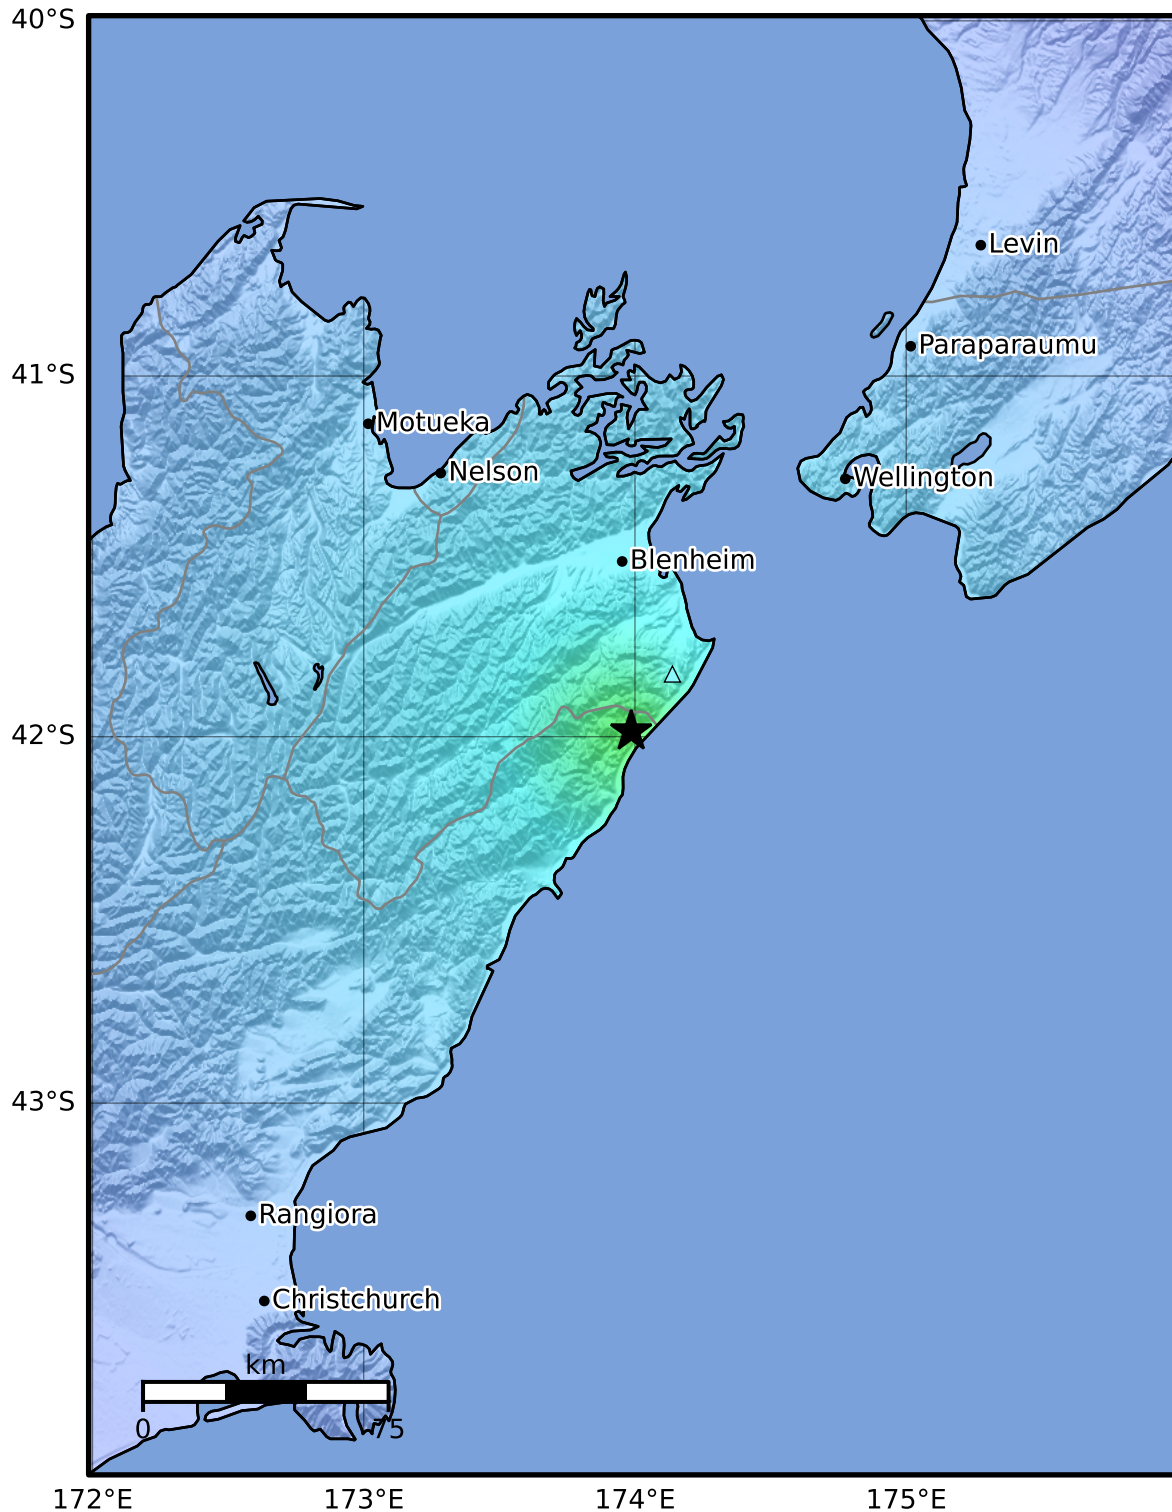 40°S
Levin
Paraparaumu
41°S
Motueka
Nelson
Wellington
Blenheim
42°S
43°S
Rangiora
Christchurch
km
0 75
172°E 173°E 174°E 175°E